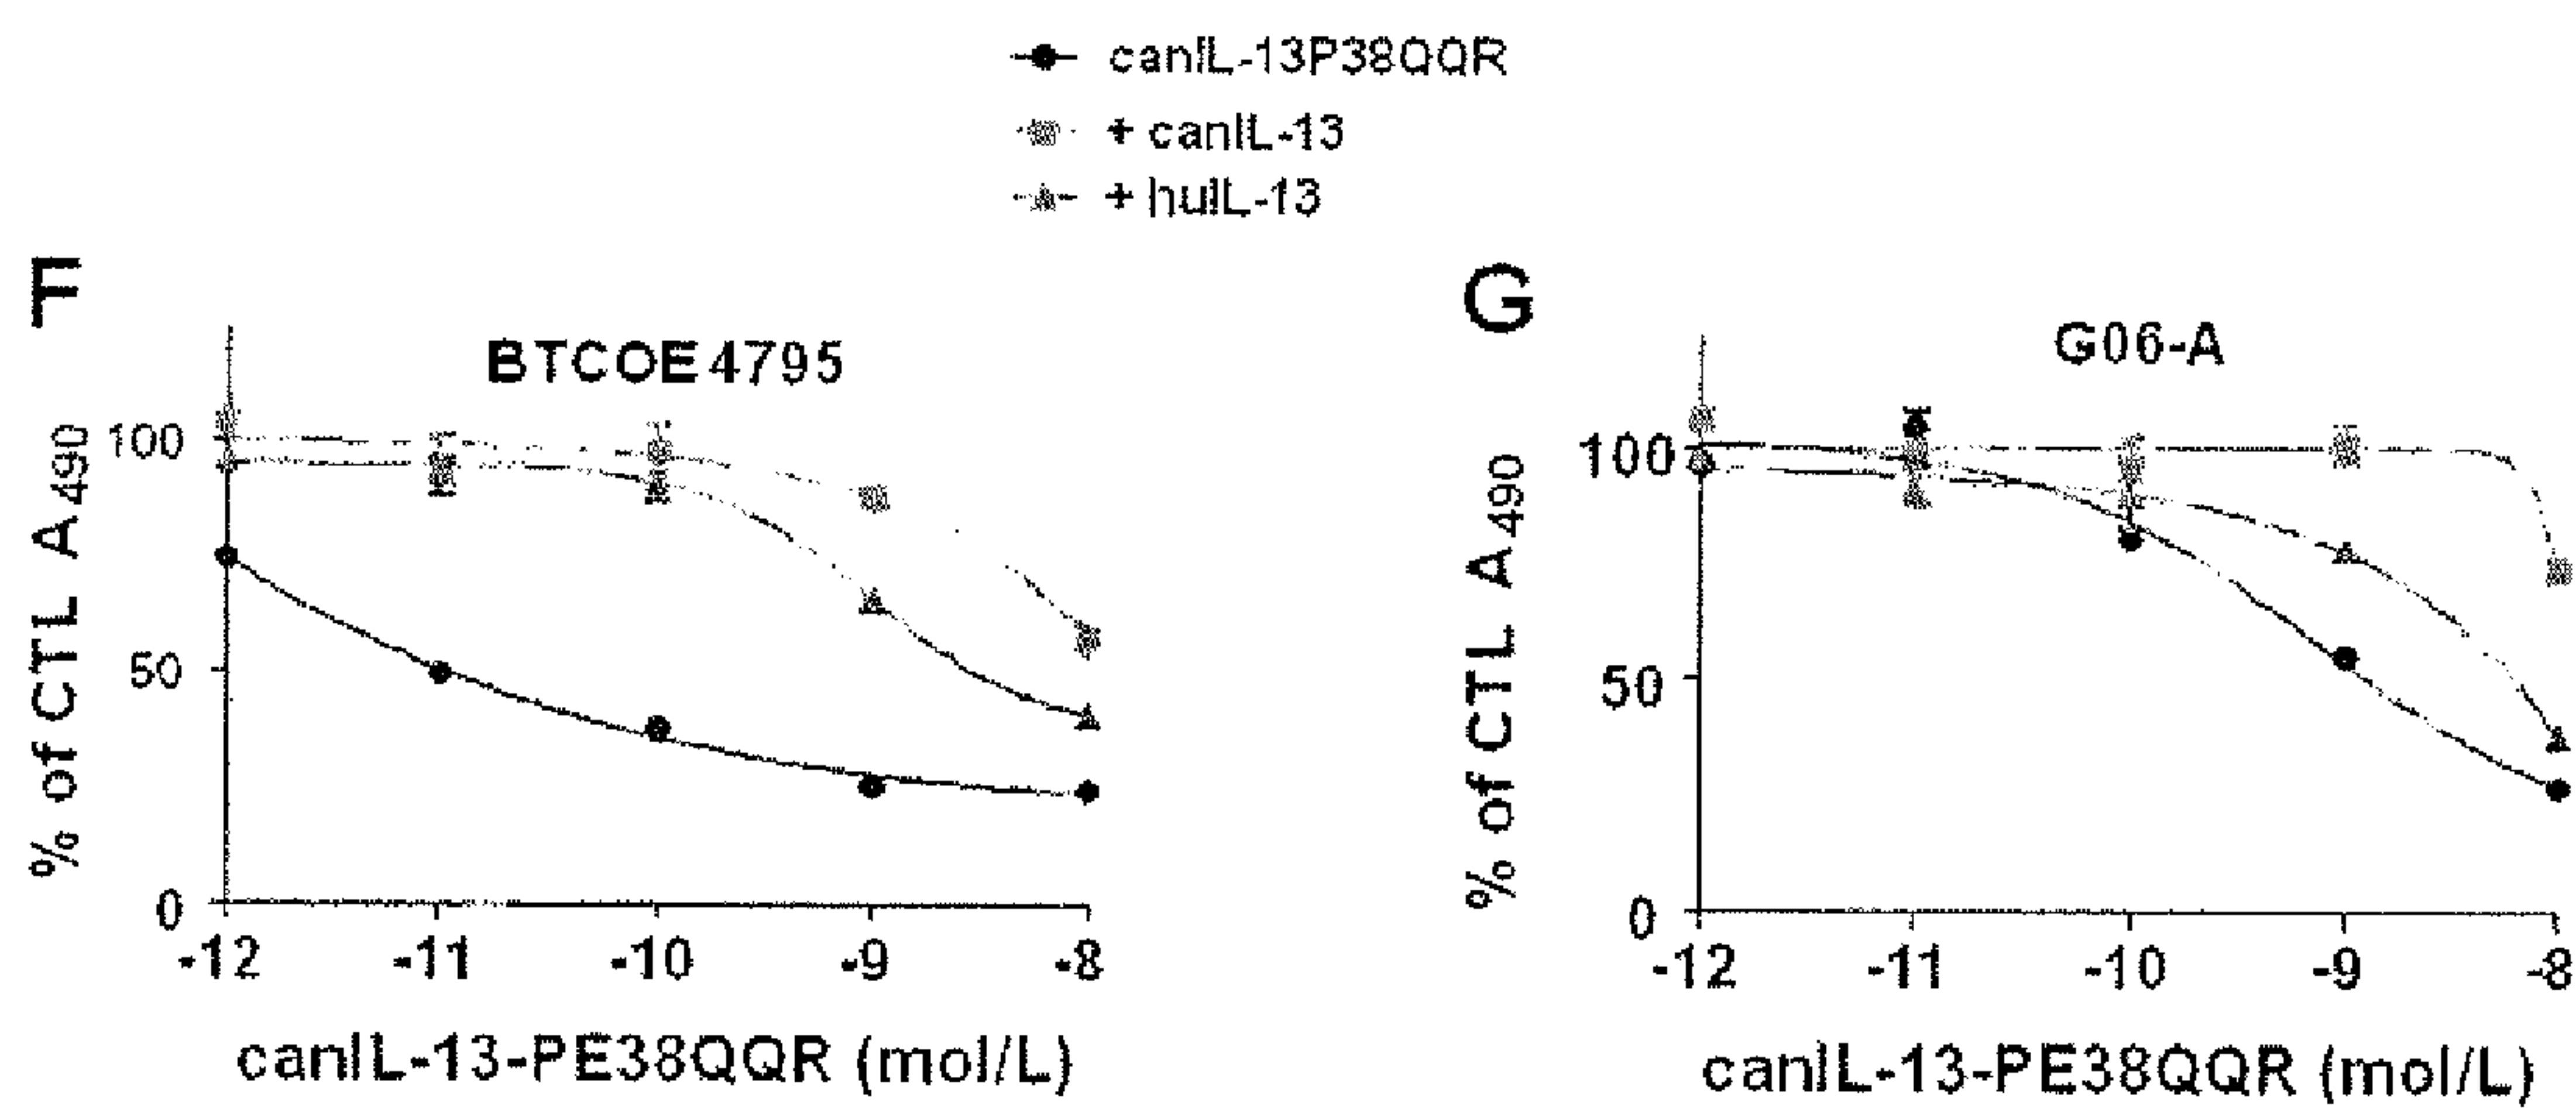 canIL-13P38QQR
+ canIL-13
+ huIL-13
F
BTCOE4795
% of CTL A490
100
50
0
-12 -11 -10 -9 -8
canIL-13-PE38QQR (mol/L)
G
G06-A
% of CTL A490
100
50
0
-12 -11 -10 -9 -8
canIL-13-PE38QQR (mol/L)